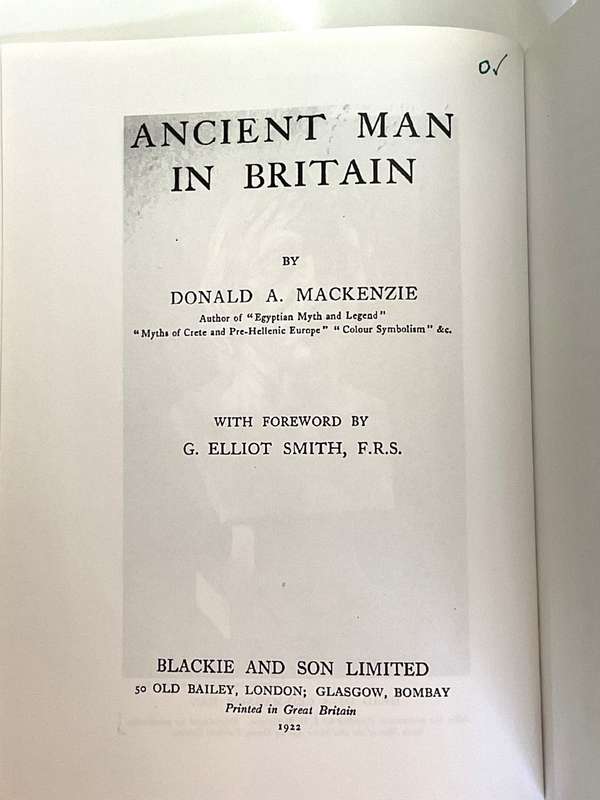 O✓
ANCIENT MAN
IN BRITAIN
BY
DONALD A. MACKENZIE
Author of "Egyptian Myth and Legend"
"Myths of Crete and Pre-Hellenic Europe" "Colour Symbolism" &c.
WITH FOREWORD BY
G. ELLIOT SMITH, F.R.S.
BLACKIE AND SON LIMITED
50 OLD BAILEY, LONDON; GLASGOW, BOMBAY
Printed in Great Britain
1922